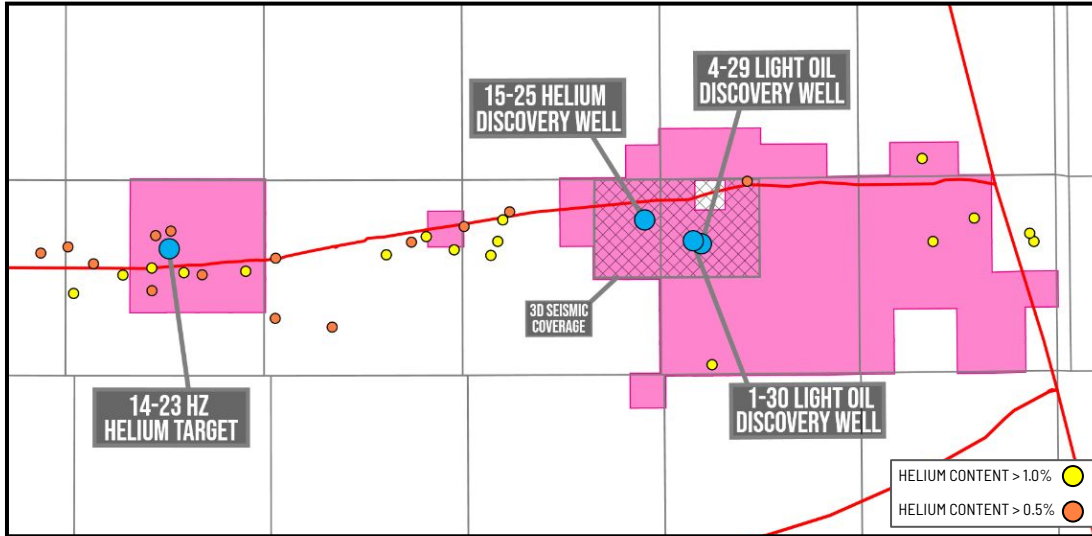 4-29 LIGHT OIL
DISCOVERY WELL
15-25 HELIUM
DISCOVERY WELL
3D SEISMIC
COVERAGE
14-23 HZ
HELIUM TARGET
1-30 LIGHT OIL
DISCOVERY WELL
HELIUM CONTENT > 1.0%
HELIUM CONTENT > 0.5%